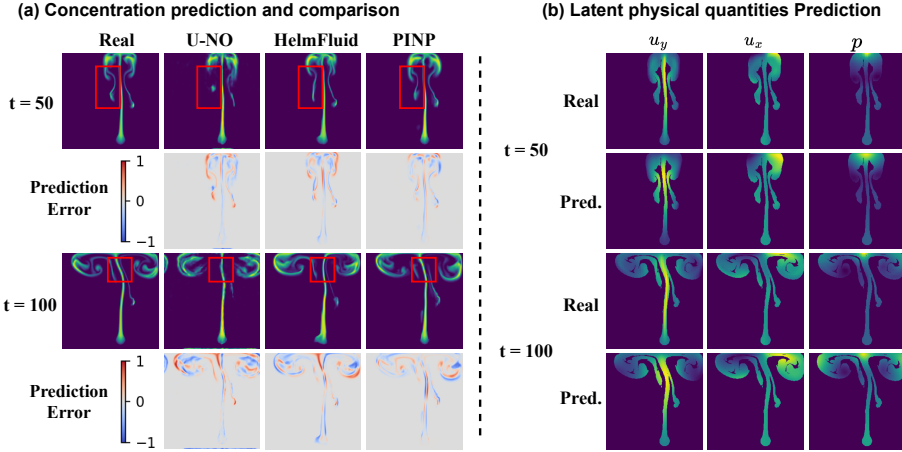 (a) Concentration prediction and comparison
Real U-NO HelmFluid PINP
t = 50
Prediction
Error
1
0
−1
t = 100
Prediction
Error
1
0
−1
(b) Latent physical quantities Prediction
u_y u_x p
Real
t = 50
Pred.
Real
t = 100
Pred.